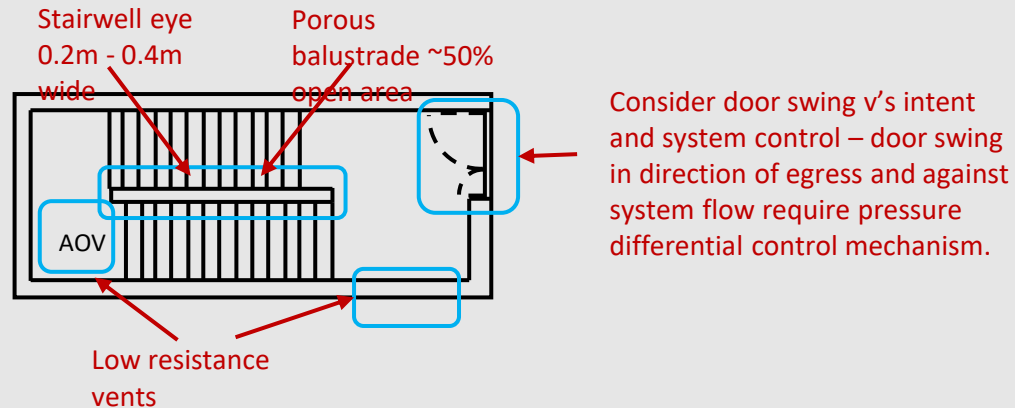 Stairwell eye
0.2m - 0.4m
wide
Porous
balustrade ~50%
open area
Consider door swing v’s intent
and system control – door swing
in direction of egress and against
system flow require pressure
differential control mechanism.
AOV
Low resistance
vents